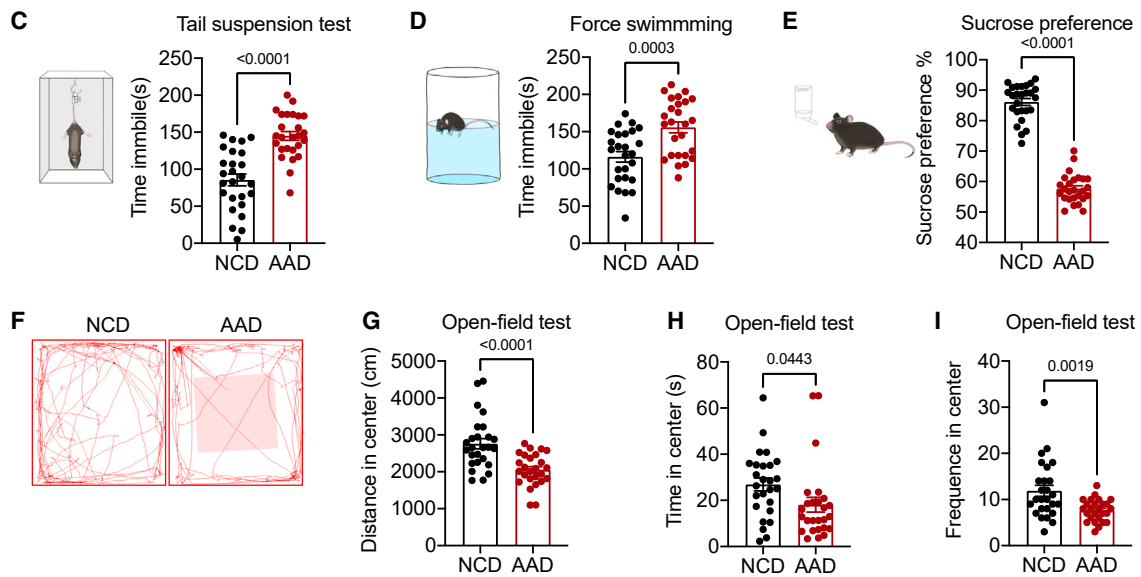 C
Tail suspension test
<0.0001
Time immbile(s)
250
200
150
100
50
0
NCD AAD
D
Force swimmming
0.0003
Time immbile(s)
250
200
150
100
50
0
NCD AAD
E
Sucrose preference
<0.0001
Sucrose preference %
100
90
80
70
60
50
40
NCD AAD
F
NCD
AAD
G
Open-field test
<0.0001
Distance in center (cm)
5000
4000
3000
2000
1000
0
NCD AAD
H
Open-field test
0.0443
Time in center (s)
80
60
40
20
0
NCD AAD
I
Open-field test
0.0019
Frequence in center
40
30
20
10
0
NCD AAD